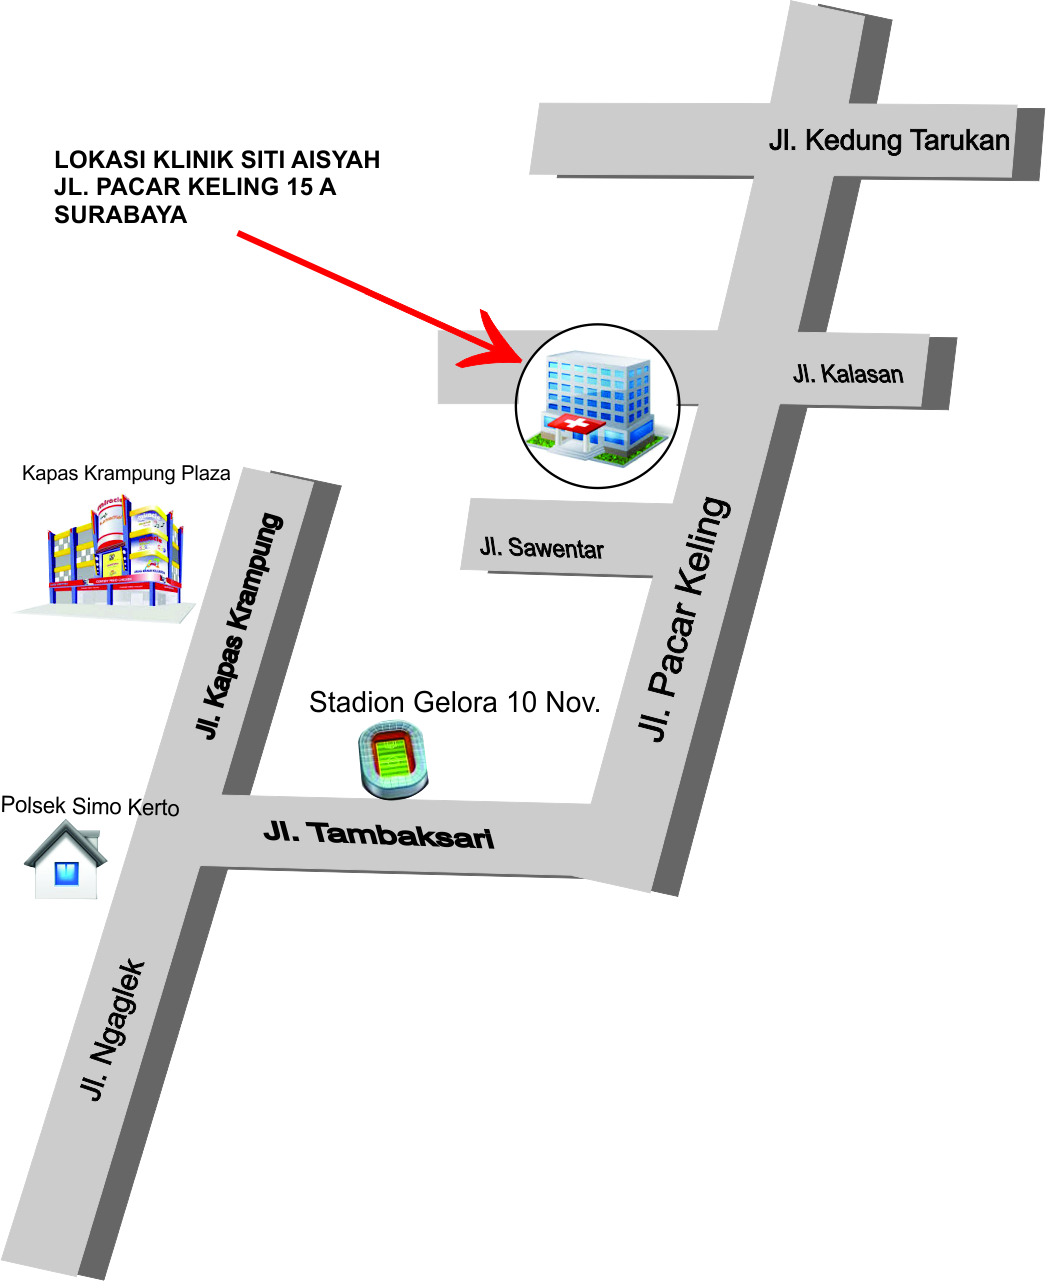 Jl. Kedung Tarukan
LOKASI KLINIK SITI AISYAH
JL. PACAR KELING 15 A
SURABAYA
Jl. Kalasan
Kapas Krampung Plaza
Jl. Sawentar
Jl. Kapas Krampung
Jl. Pacar Keling
Stadion Gelora 10 Nov.
Polsek Simo Kerto
Jl. Tambaksari
Jl. Ngaglek